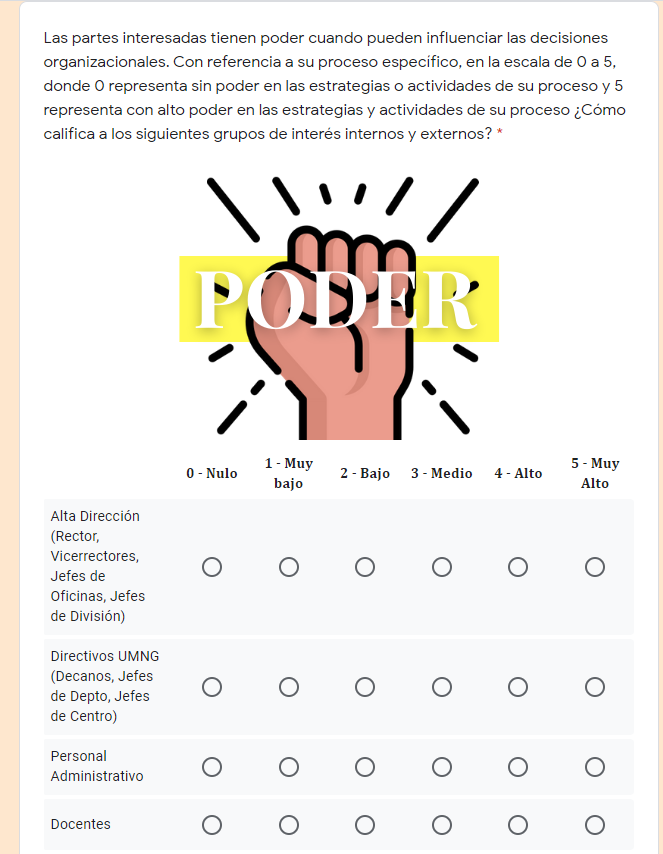 Las partes interesadas tienen poder cuando pueden influenciar las decisiones
organizacionales. Con referencia a su proceso específico, en la escala de 0 a 5,
donde 0 representa sin poder en las estrategias o actividades de su proceso y 5
representa con alto poder en las estrategias y actividades de su proceso ¿Cómo
califica a los siguientes grupos de interés internos y externos? *
PODER
0 - Nulo
1 - Muy
bajo
2 - Bajo
3 - Medio
4 - Alto
5 - Muy
Alto
Alta Dirección
(Rector,
Vicerrectores,
Jefes de
Oficinas, Jefes
de División)
Directivos UMNG
(Decanos, Jefes
de Depto, Jefes
de Centro)
Personal
Administrativo
Docentes